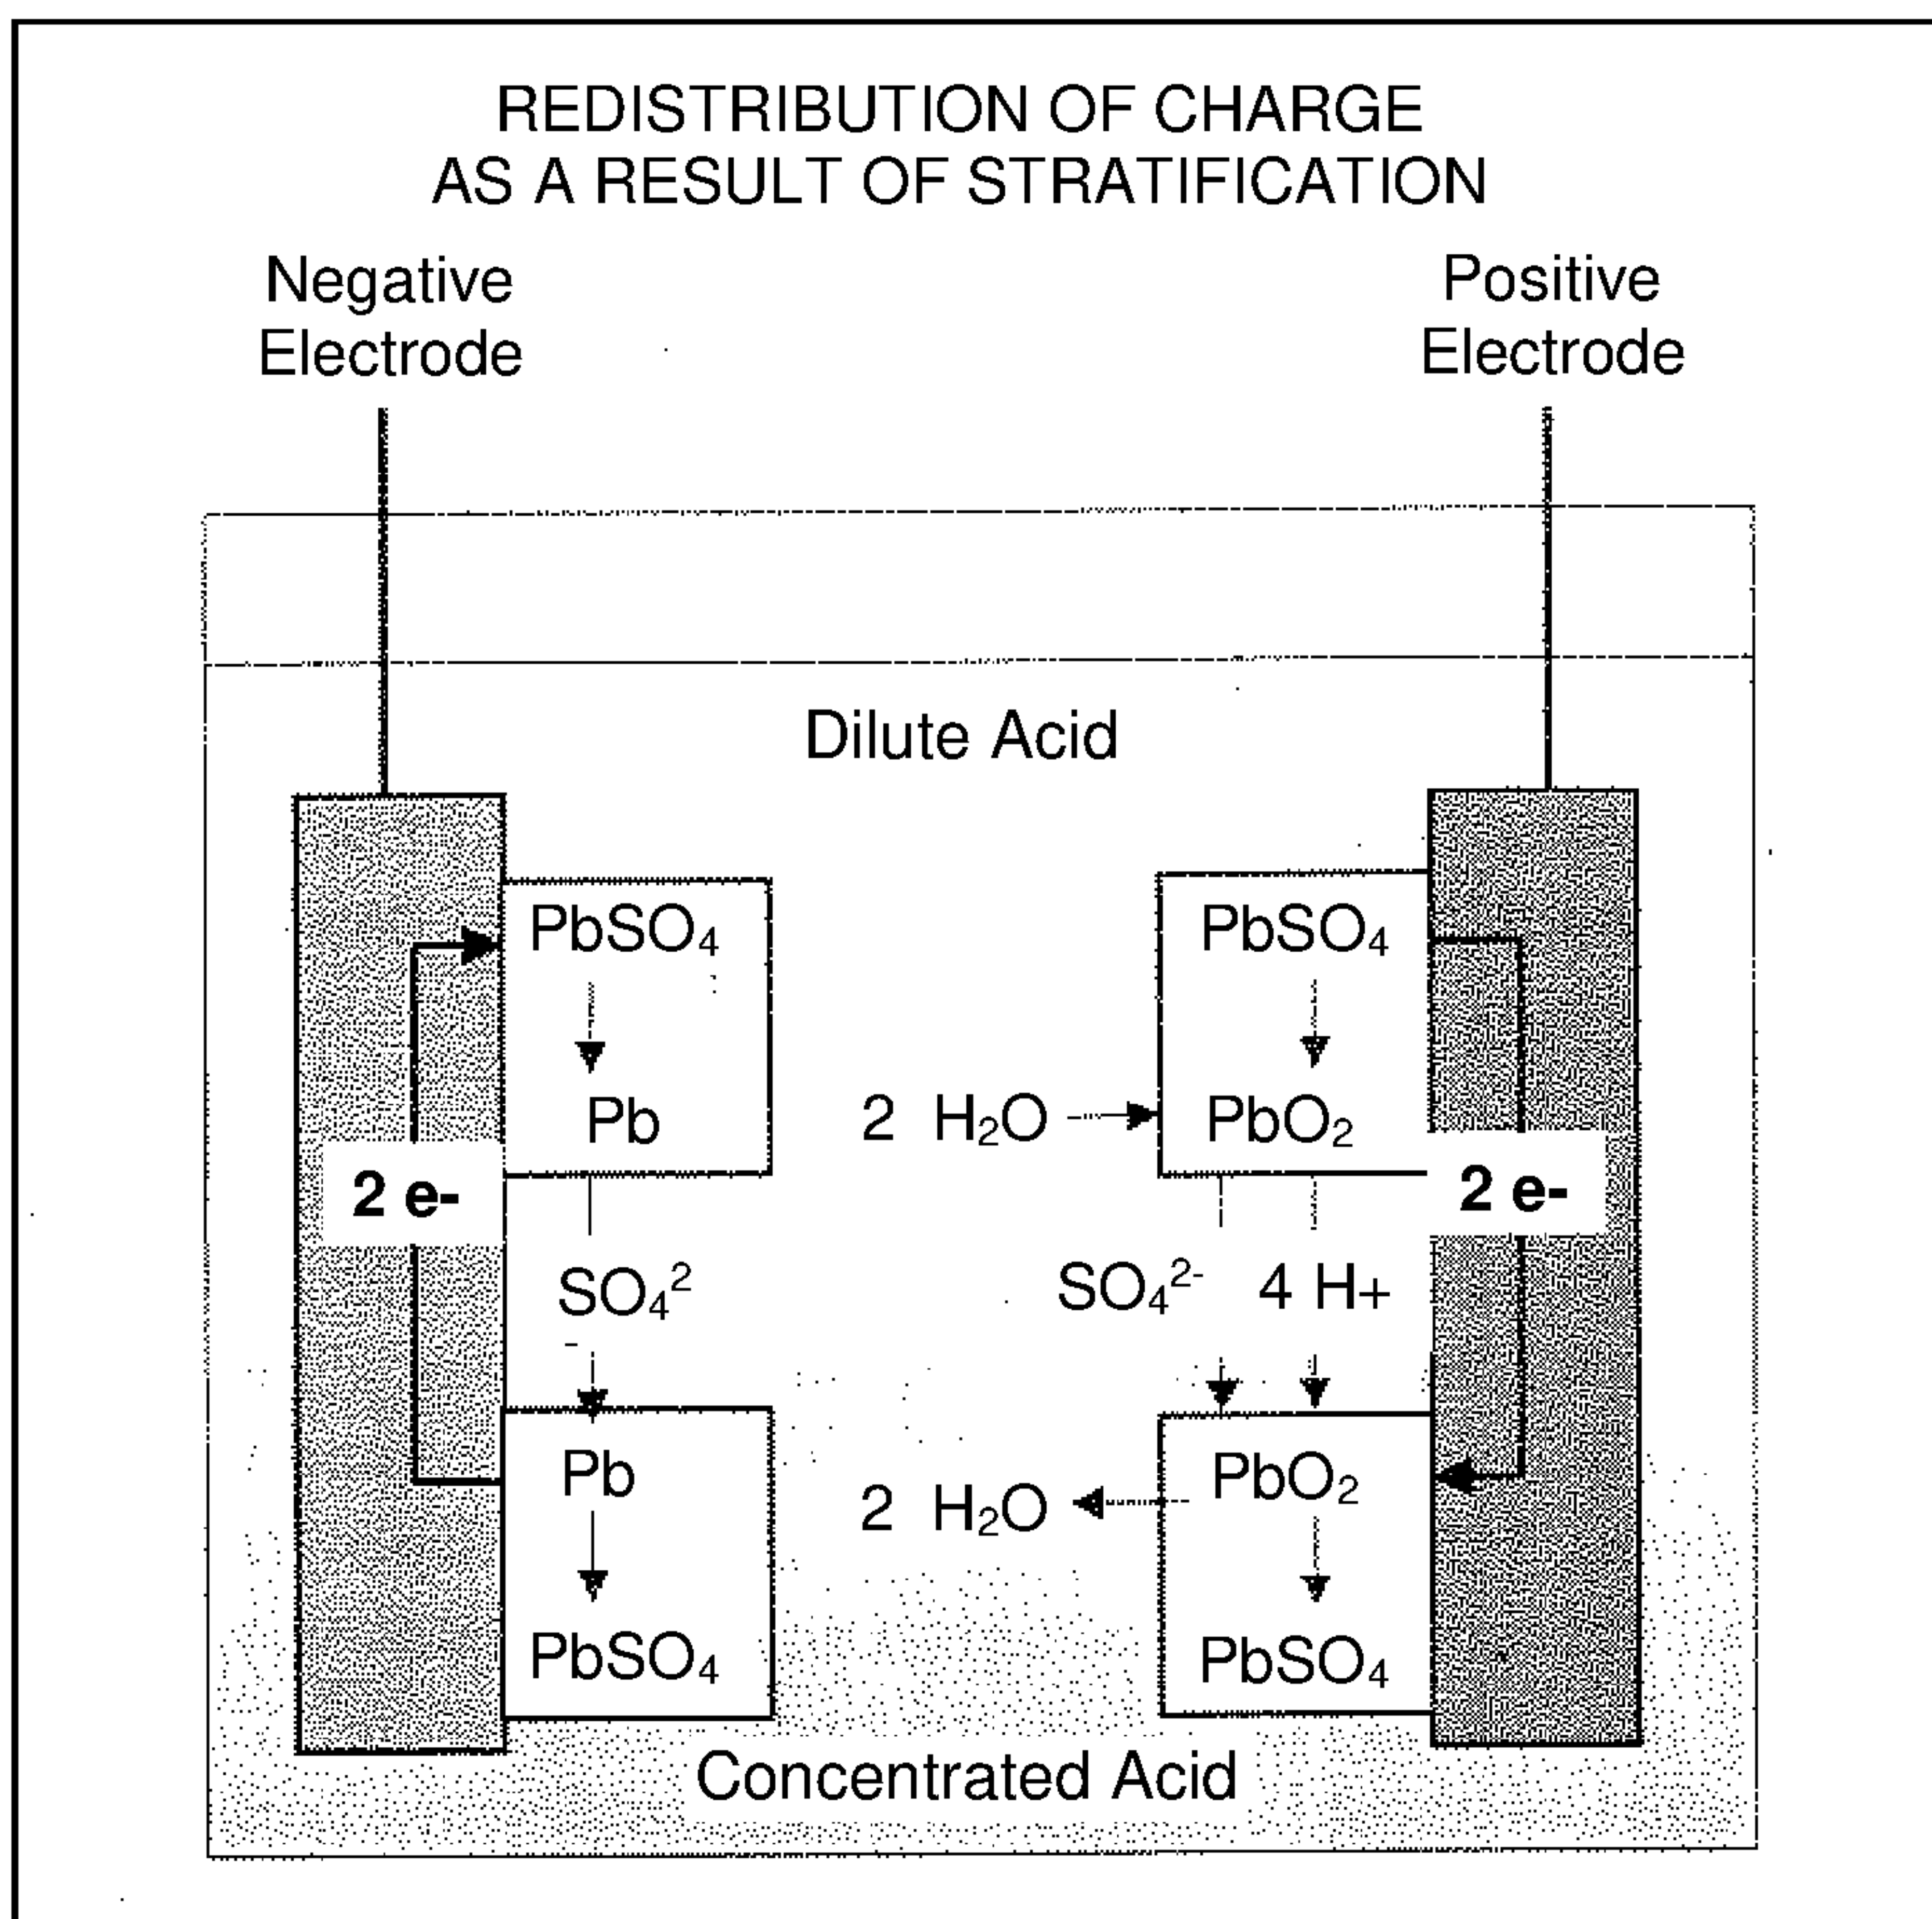 REDISTRIBUTION OF CHARGE
AS A RESULT OF STRATIFICATION
Negative
Electrode
Positive
Electrode
Dilute Acid
PbSO₄
PbSO₄
Pb
2 H₂O
PbO₂
2 e-
2 e-
SO₄²
-
SO₄²⁻
4 H+
Pb
PbO₂
2 H₂O
PbSO₄
PbSO₄
Concentrated Acid